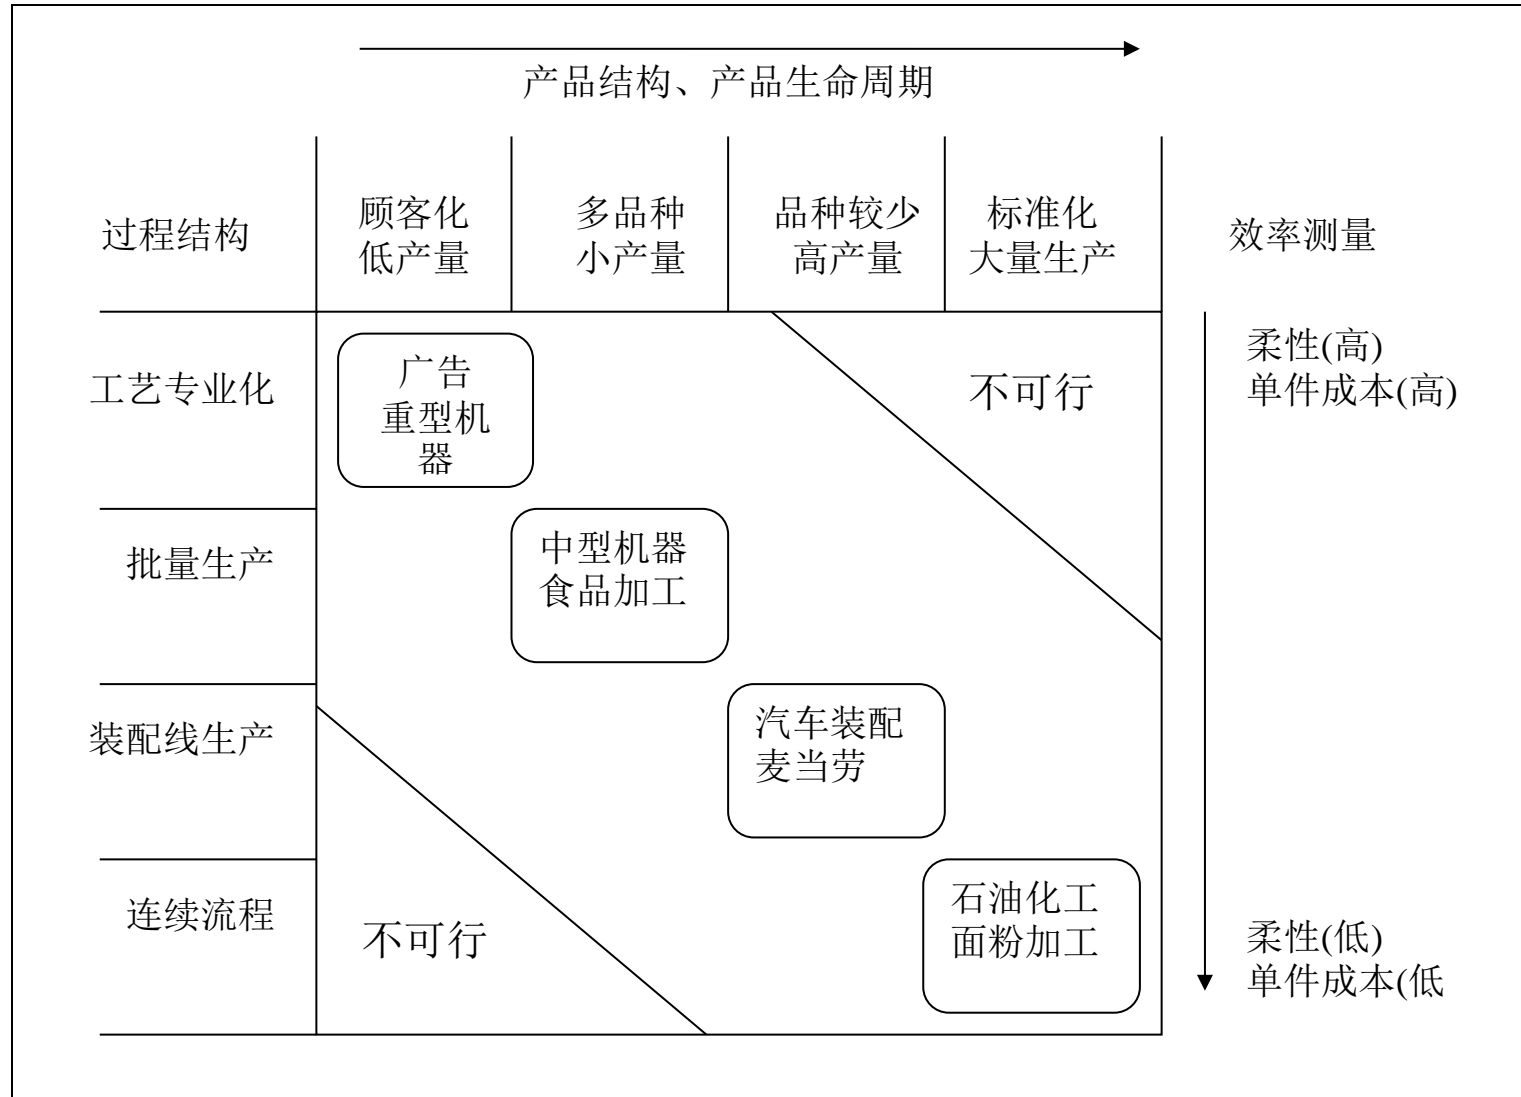 产品结构、产品生命周期
过程结构
顾客化
低产量
多品种
小产量
品种较少
高产量
标准化
大量生产
效率测量
工艺专业化
广告
重型机
器
不可行
柔性(高)
单件成本(高)
批量生产
中型机器
食品加工
装配线生产
汽车装配
麦当劳
连续流程
不可行
石油化工
面粉加工
柔性(低)
单件成本(低